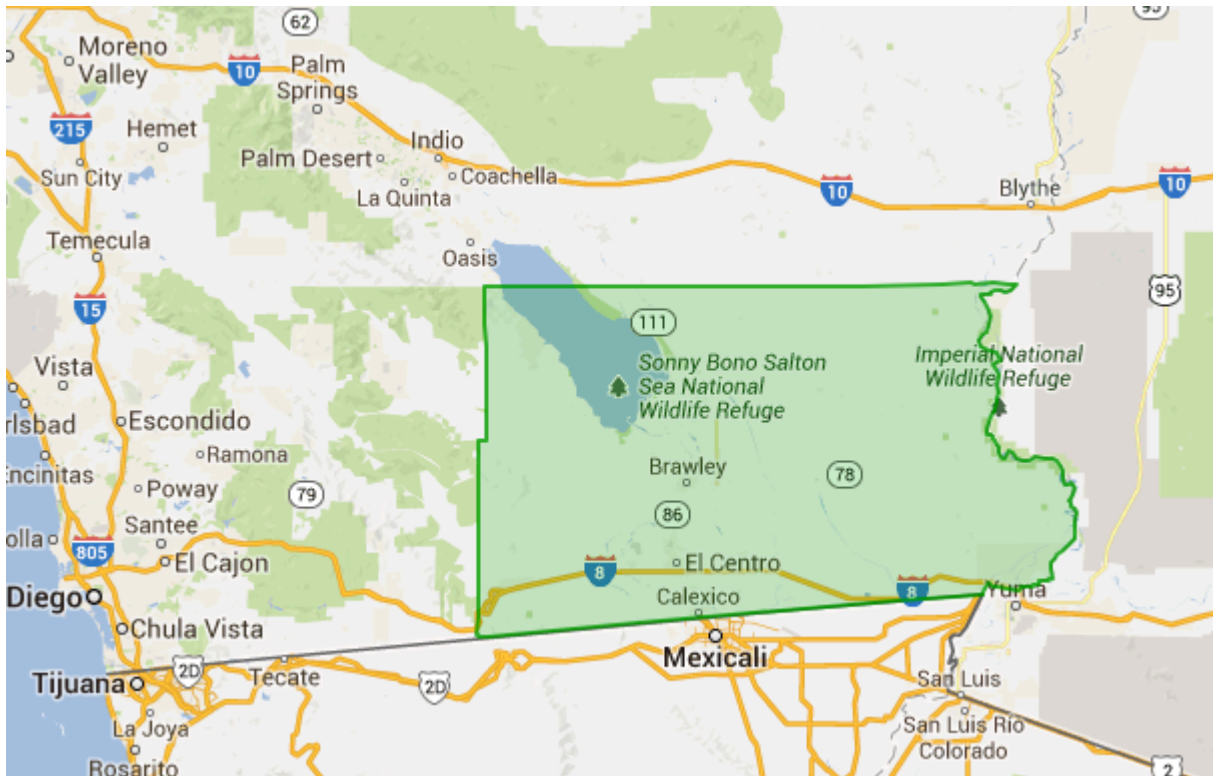 62
95
Moreno
Valley
10
Palm
Springs
215
Hemet
Indio
Palm Desert
Coachella
Sun City
La Quinta
10
Blythe
10
Temecula
Oasis
15
95
111
Vista
Sonny Bono Salton
Sea National
Wildlife Refuge
Imperial National
Wildlife Refuge
rlsbad
Escondido
Ramona
Encinitas
Poway
79
Brawley
78
86
Santee
olla
805
El Cajon
8
El Centro
8
Diego
Calexico
Yuma
Chula Vista
Mexicali
2D
Tecate
2D
Tijuana
San Luis
La Joya
San Luis Río
Colorado
Rosarito
2